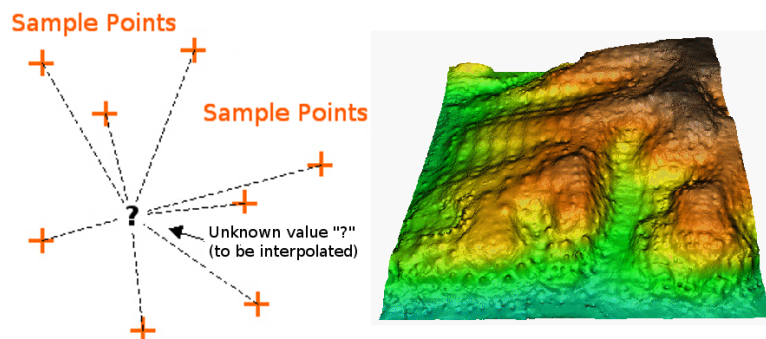 Sample Points
Sample Points
?
Unknown value "?"
(to be interpolated)